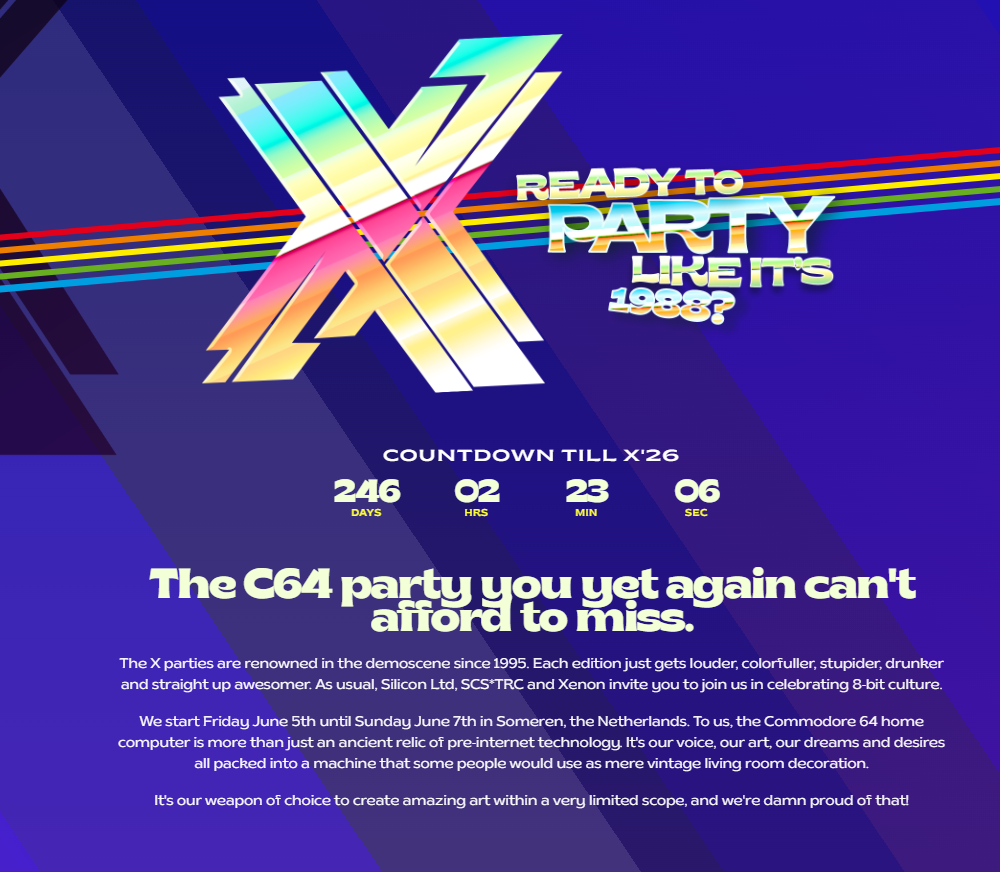 X
READY TO
PARTY
LIKE IT'S
1988?
COUNTDOWN TILL X'26
246 02 23 06
DAYS HRS MIN SEC
The C64 party you yet again can't
afford to miss.
The X parties are renowned in the demoscene since 1995. Each edition just gets louder, colorfuller, stupider, drunker
and straight up awesomer. As usual, Silicon Ltd, SCS*TRC and Xenon invite you to join us in celebrating 8-bit culture.
We start Friday June 5th until Sunday June 7th in Someren, the Netherlands. To us, the Commodore 64 home
computer is more than just an ancient relic of pre-internet technology. It's our voice, our art, our dreams and desires
all packed into a machine that some people would use as mere vintage living room decoration.
It's our weapon of choice to create amazing art within a very limited scope, and we're damn proud of that!